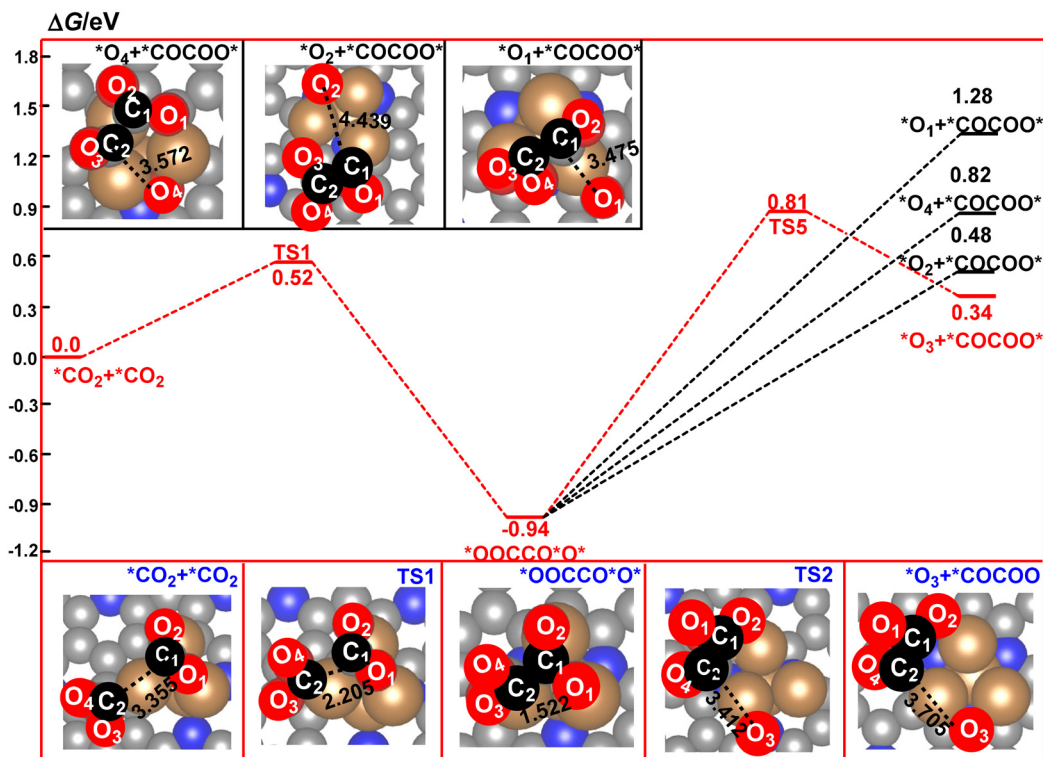 ΔG/eV
1.8
1.5
1.2
0.9
0.6
0.3
0.0
-0.3
-0.6
-0.9
-1.2
*O₄+*COCOO*
O₂
C₁
O₁
O₃
C₂
3.572
O₄
*O₂+*COCOO*
O₂
4.439
O₃
C₁
C₂
O₁
O₄
*O₁+*COCOO*
O₂
C₁
C₂
O₃
3.475
O₄
O₁
1.28
*O₁+*COCOO*
0.82
*O₄+*COCOO*
0.48
*O₂+*COCOO*
0.34
*O₃+*COCOO*
0.81
TS5
TS1
0.52
0.0
*CO₂+*CO₂
-0.94
*OOCCO*O*
*CO₂+*CO₂
O₂
C₁
O₁
O₄
C₂
3.355
O₃
TS1
O₂
O₄
C₁
C₂
O₁
2.205
O₃
*OOCCO*O*
O₂
O₄
C₁
C₂
O₁
O₃
1.522
TS2
O₁
O₂
C₁
C₂
O₄
3.412
O₃
*O₃+*COCOO
O₁
O₂
C₁
C₂
O₄
3.705
O₃